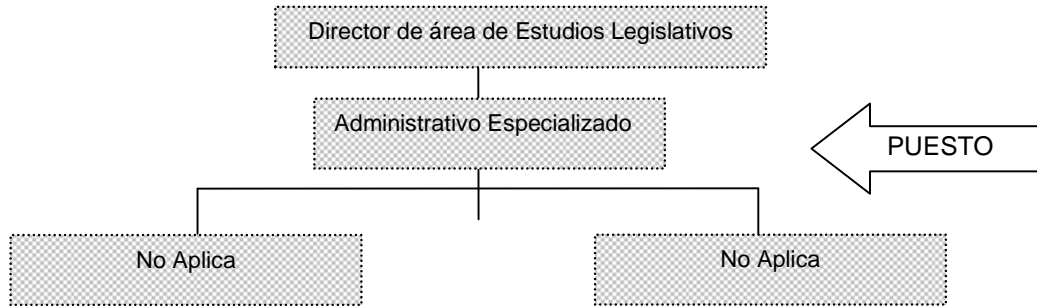 Director de área de Estudios Legislativos
Administrativo Especializado
PUESTO
No Aplica
No Aplica